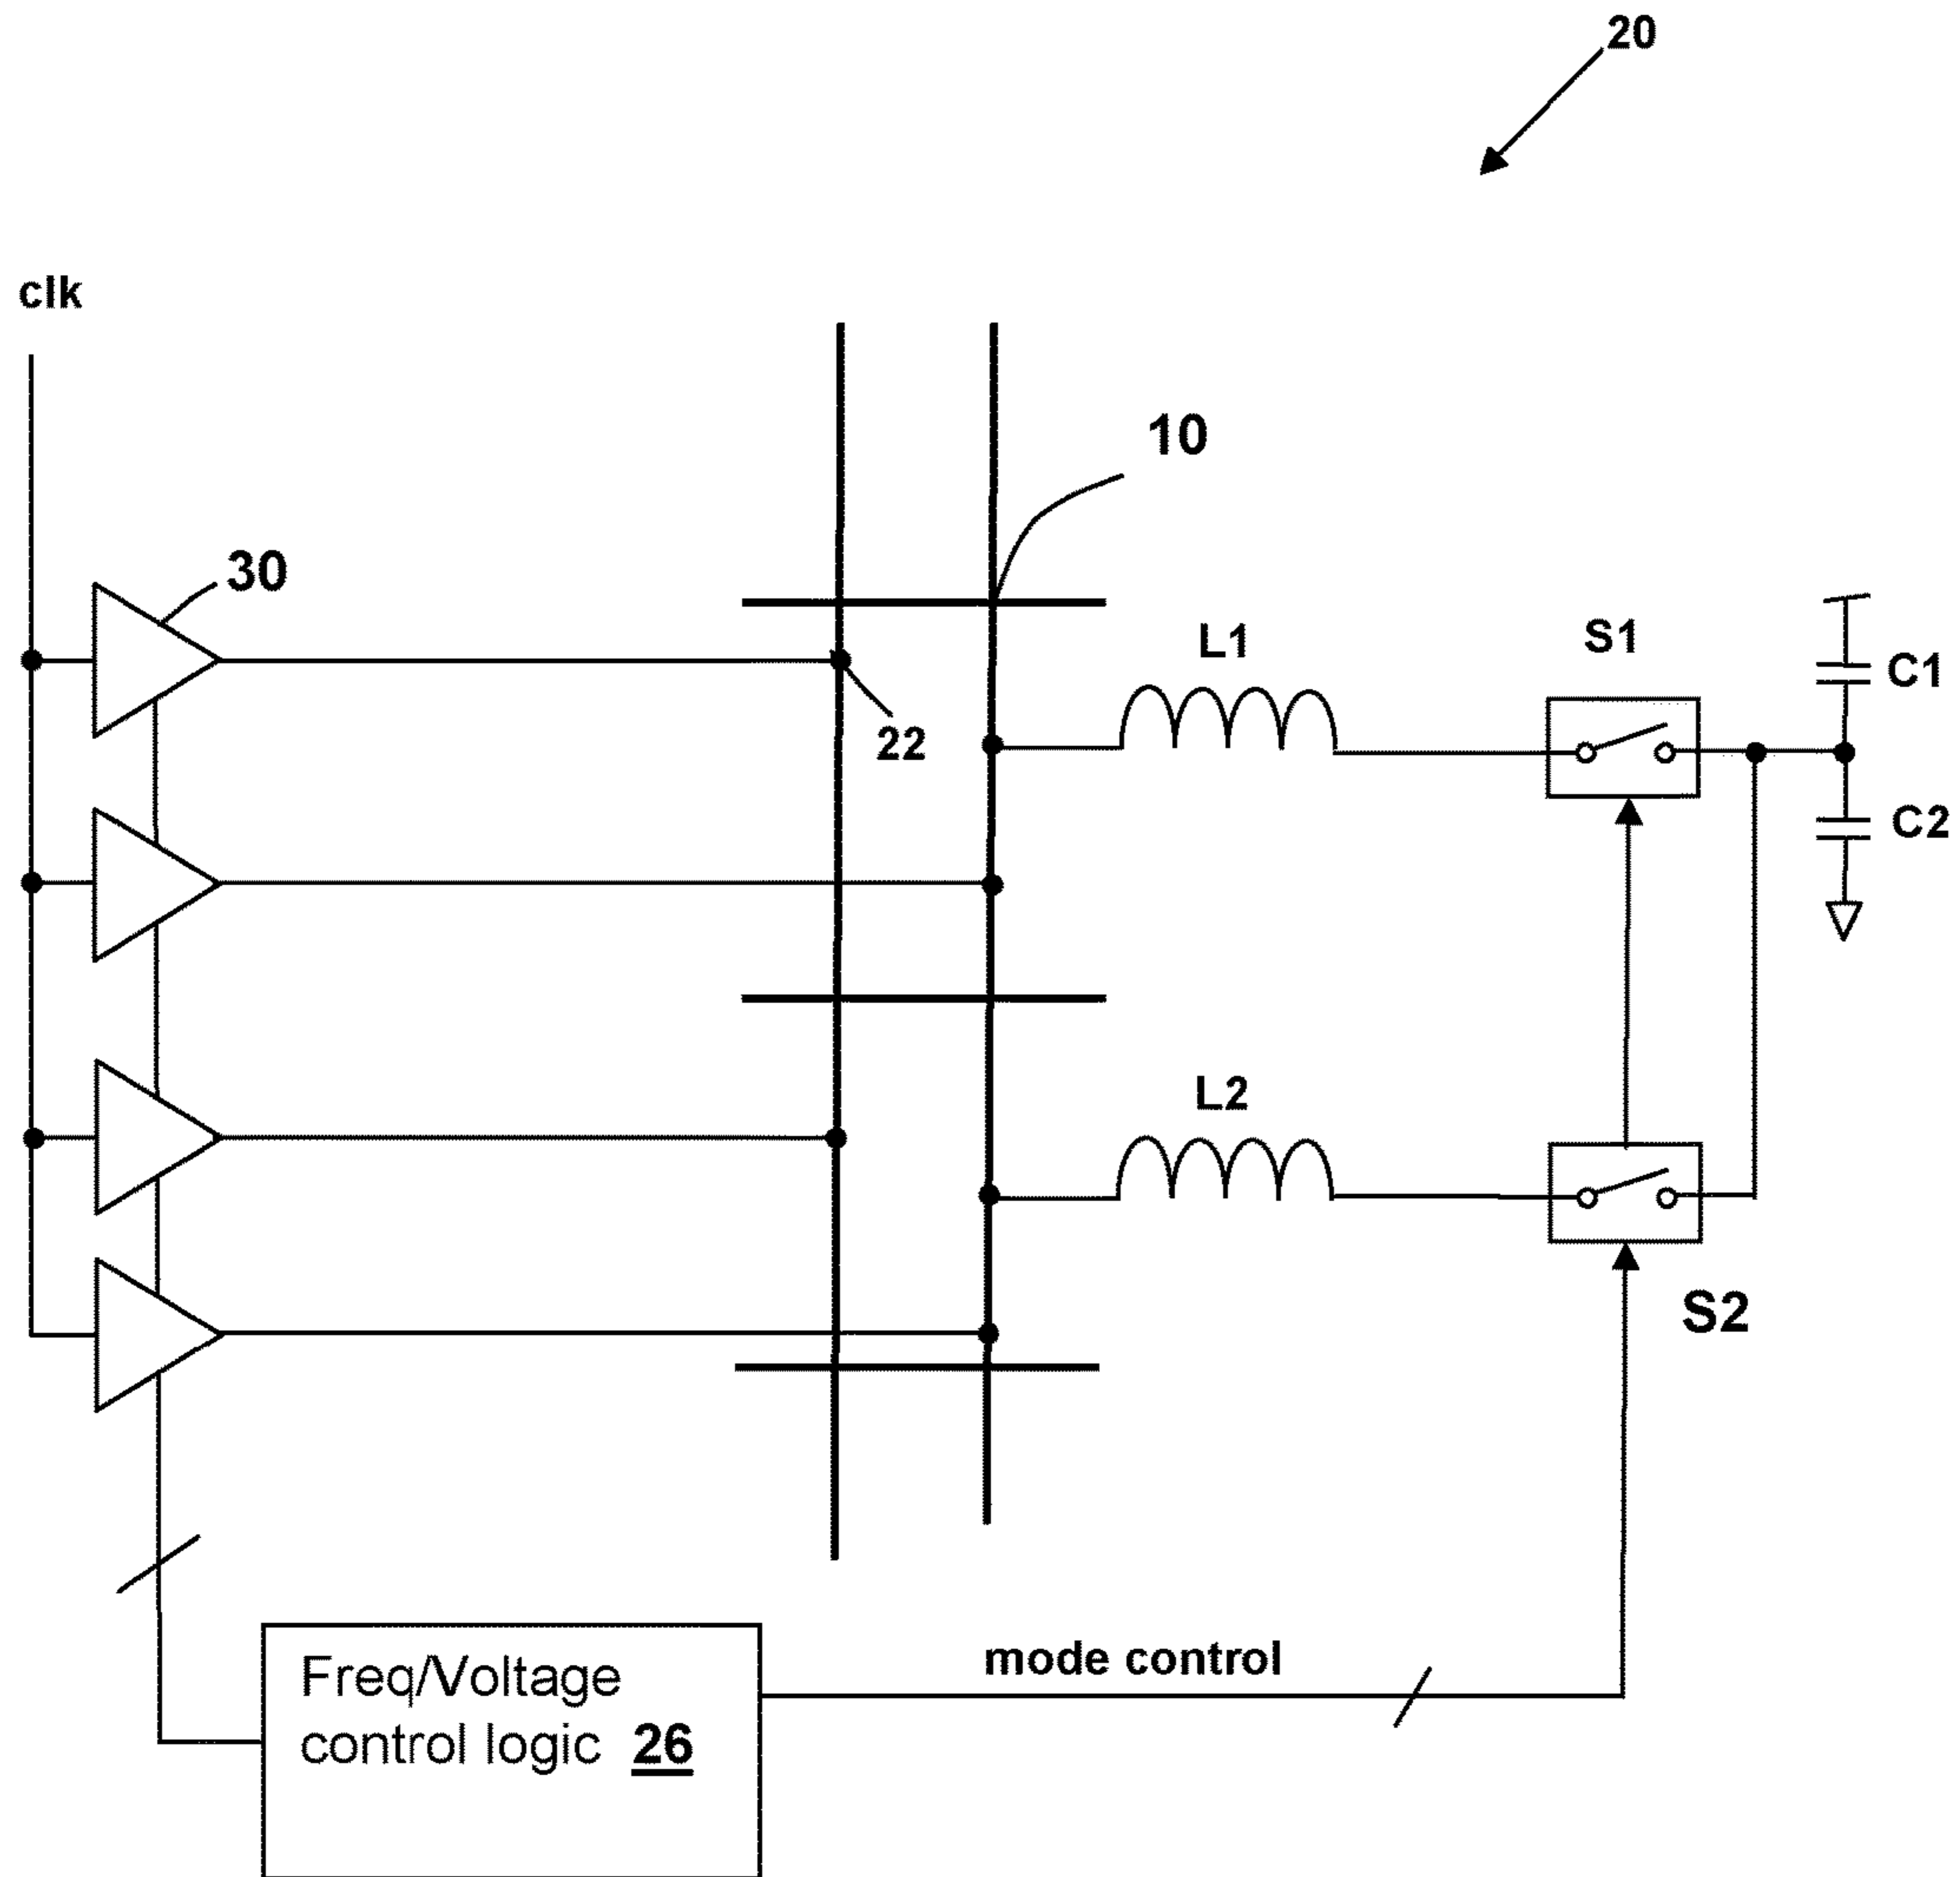 20
clk
10
30
L1
S1
C1
22
C2
L2
S2
mode control
Freq/Voltage
control logic 26